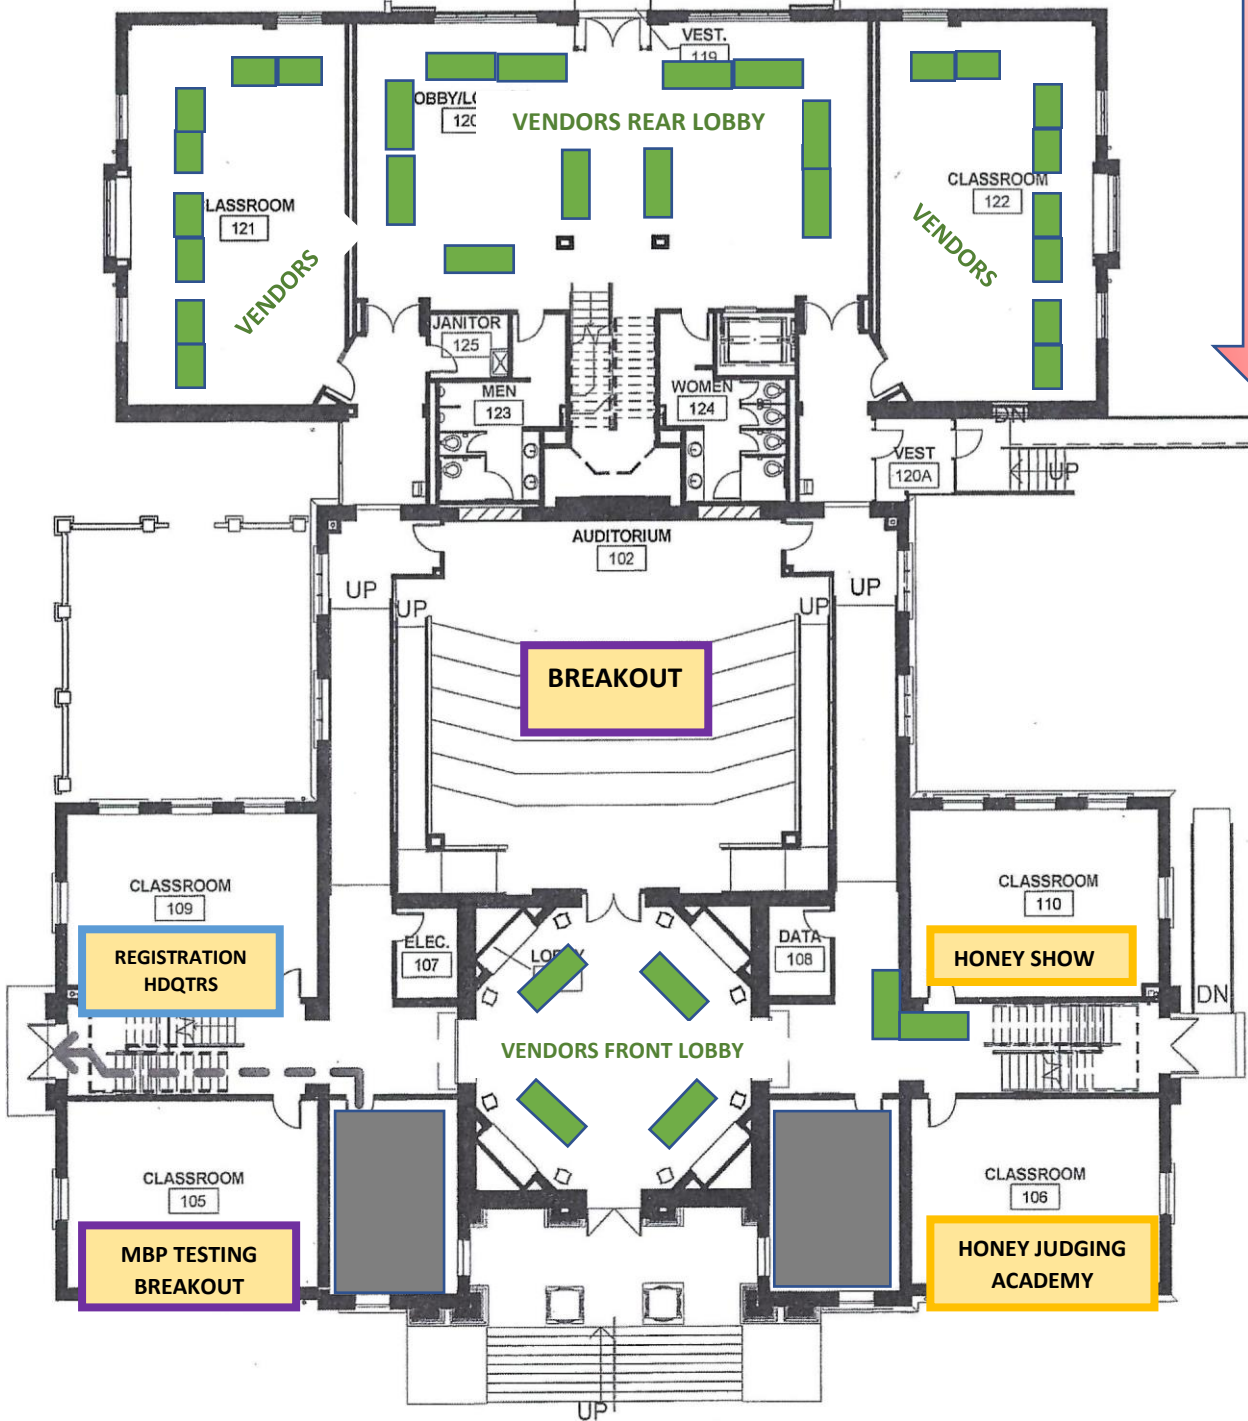 VEST.
119
OBBY/LO
120
VENDORS REAR LOBBY
LASSROOM
121
VENDORS
CLASSROOM
122
VENDORS
JANITOR
125
MEN
123
WOMEN
124
DN
VEST
120A
UP
AUDITORIUM
102
UP
UP
UP
UP
BREAKOUT
CLASSROOM
109
REGISTRATION
HDQTRS
ELEC.
107
LOBBY
DATA
108
CLASSROOM
110
HONEY SHOW
DN
VENDORS FRONT LOBBY
CLASSROOM
105
MBP TESTING
BREAKOUT
CLASSROOM
106
HONEY JUDGING
ACADEMY
UP